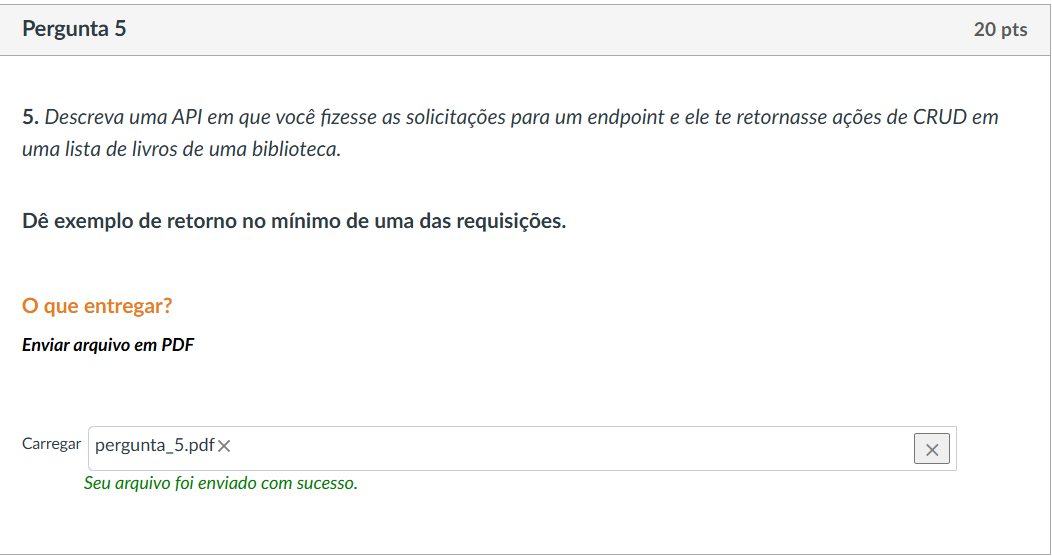 Pergunta 5
20 pts
5. Descreva uma API em que você fizesse as solicitações para um endpoint e ele te retornasse ações de CRUD em
uma lista de livros de uma biblioteca.
Dê exemplo de retorno no mínimo de uma das requisições.
O que entregar?
Enviar arquivo em PDF
Carregar pergunta_5.pdf
Seu arquivo foi enviado com sucesso.